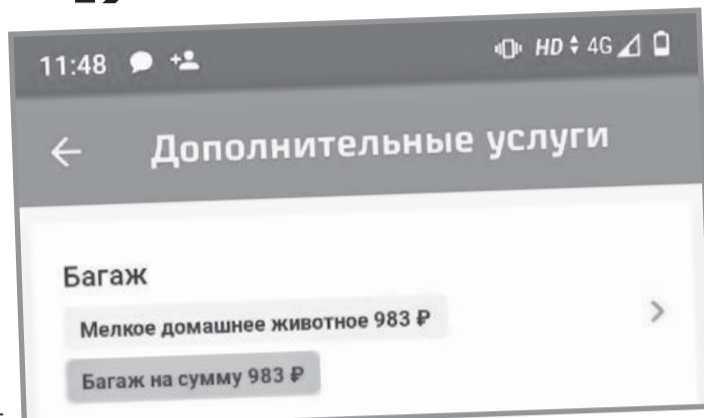 11:48 HD 4G
Дополнительные услуги
Багаж
Мелкое домашнее животное 983 ₽
Багаж на сумму 983 ₽